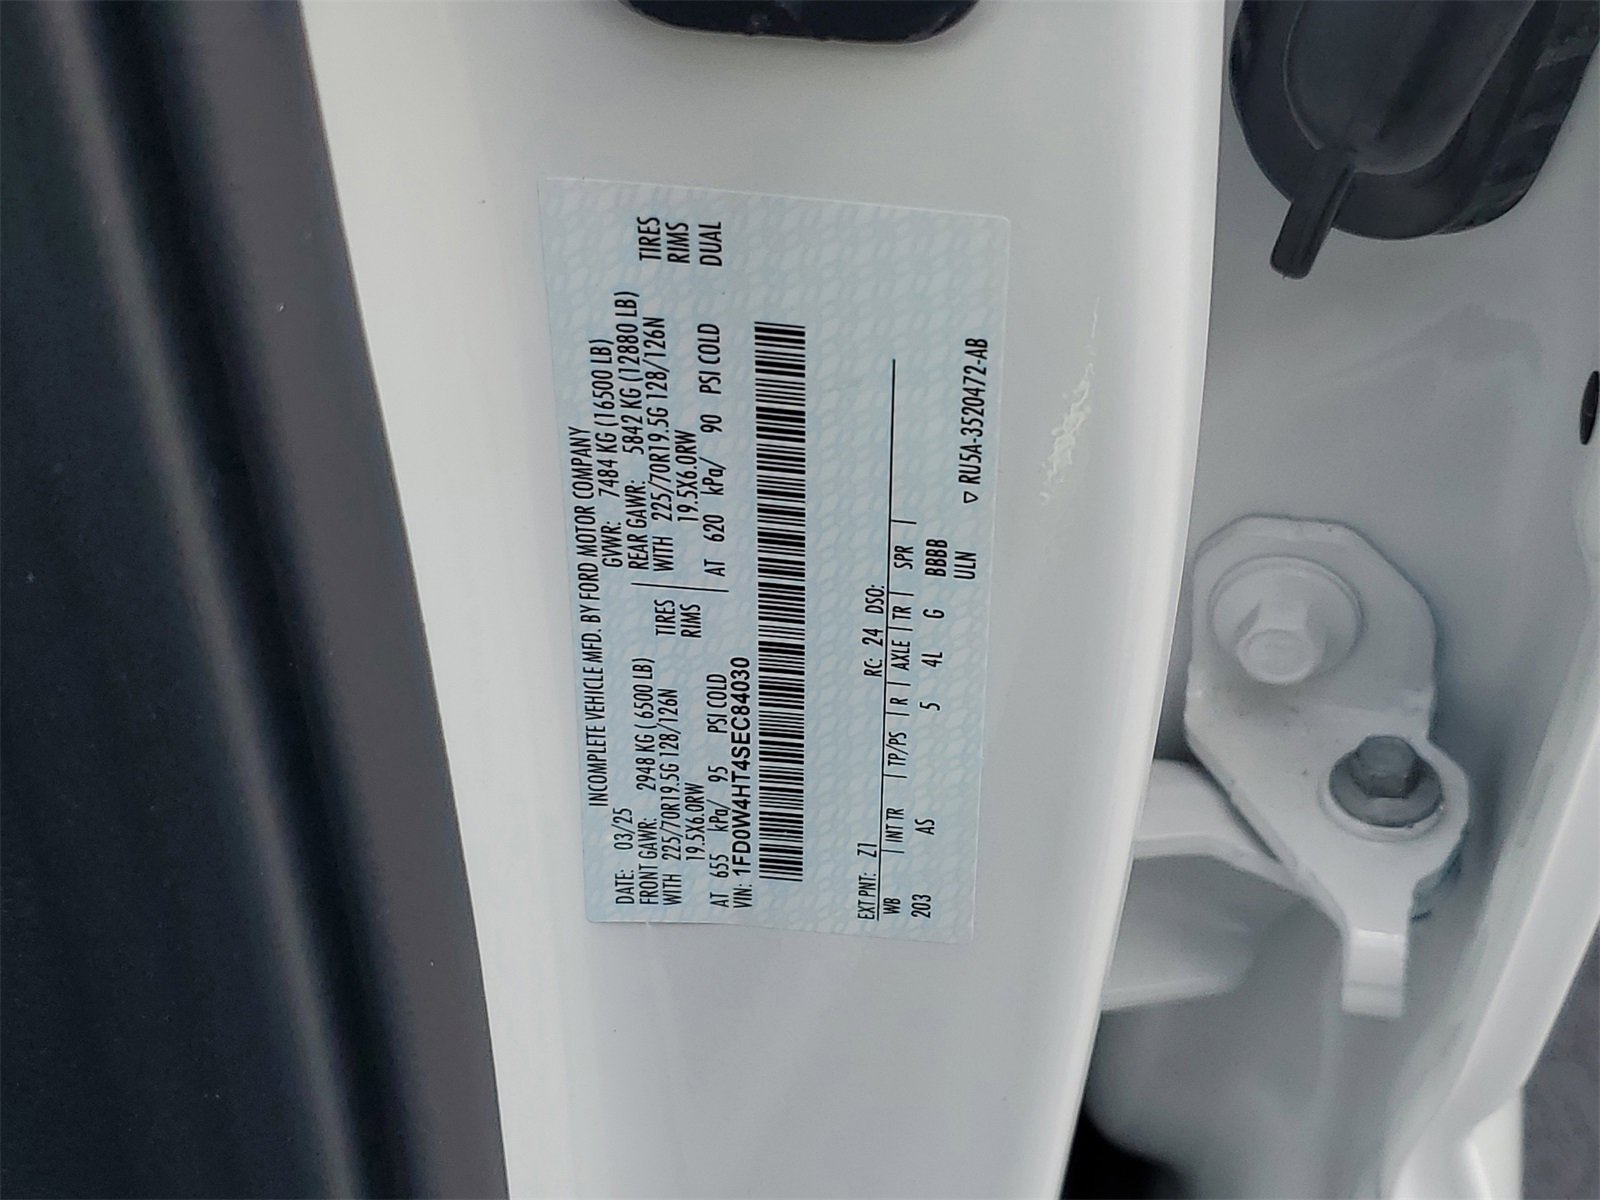 INCOMPLETE VEHICLE MFD. BY FORD MOTOR COMPANY
DATE: 03/25 GVWR: 7484 KG (16500 LB)
FRONT GAWR: 2948 KG ( 6500 LB) REAR GAWR: 5842 KG (12880 LB)
WITH 225/70R19.5G 128/126N TIRES WITH 225/70R19.5G 128/126N TIRES
19.5X6.0RW RIMS 19.5X6.0RW RIMS
AT 655 kPa/ 95 PSI COLD AT 620 kPa/ 90 PSI COLD DUAL
VIN: 1FD0W4HT4SEC84030
EXT PNT: Z1 RC: 24 DSO:
WB | INT TR | TP/PS | R | AXLE | TR | SPR |
203 AS 5 4L G BBBB
ULN
▽ RU5A-3520472-AB